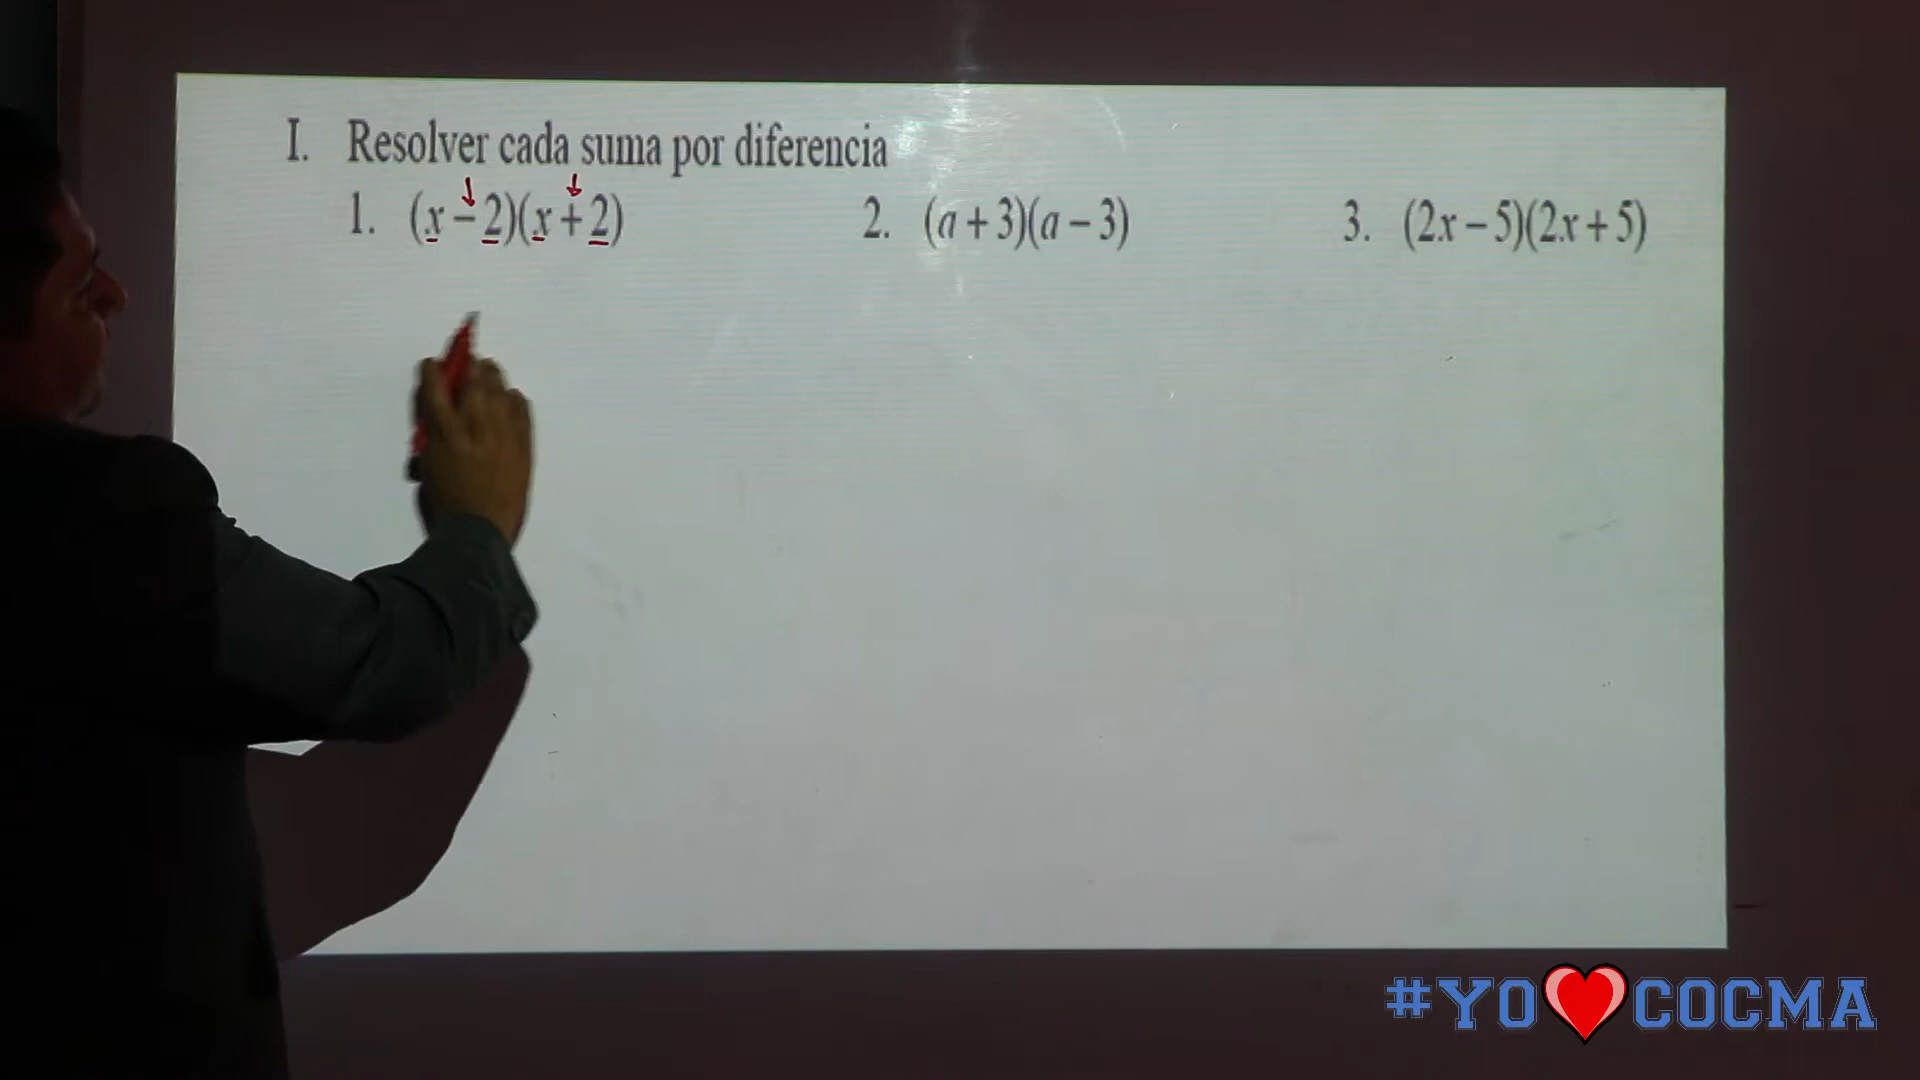 I. Resolver cada suma por diferencia
1. (x − 2)(x + 2) 2. (a + 3)(a − 3) 3. (2x − 5)(2x + 5)
#YO COCMA